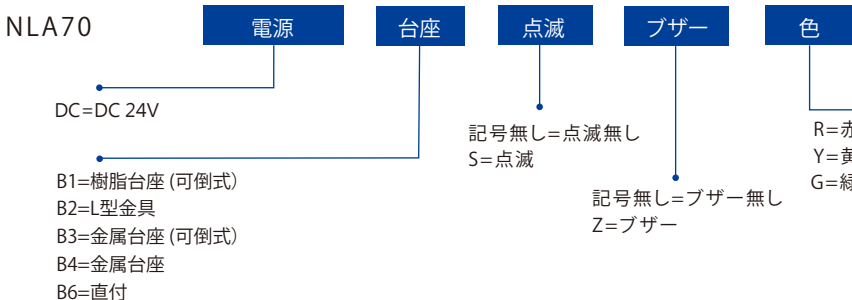 NLA70 電源 台座 点滅 ブザー 色
DC=DC 24V
記号無し=点滅無し
S=点滅
R=赤
Y=黄
G=緑
B1=樹脂台座 (可倒式)
B2=L型金具
B3=金属台座 (可倒式)
B4=金属台座
B6=直付
記号無し=ブザー無し
Z=ブザー